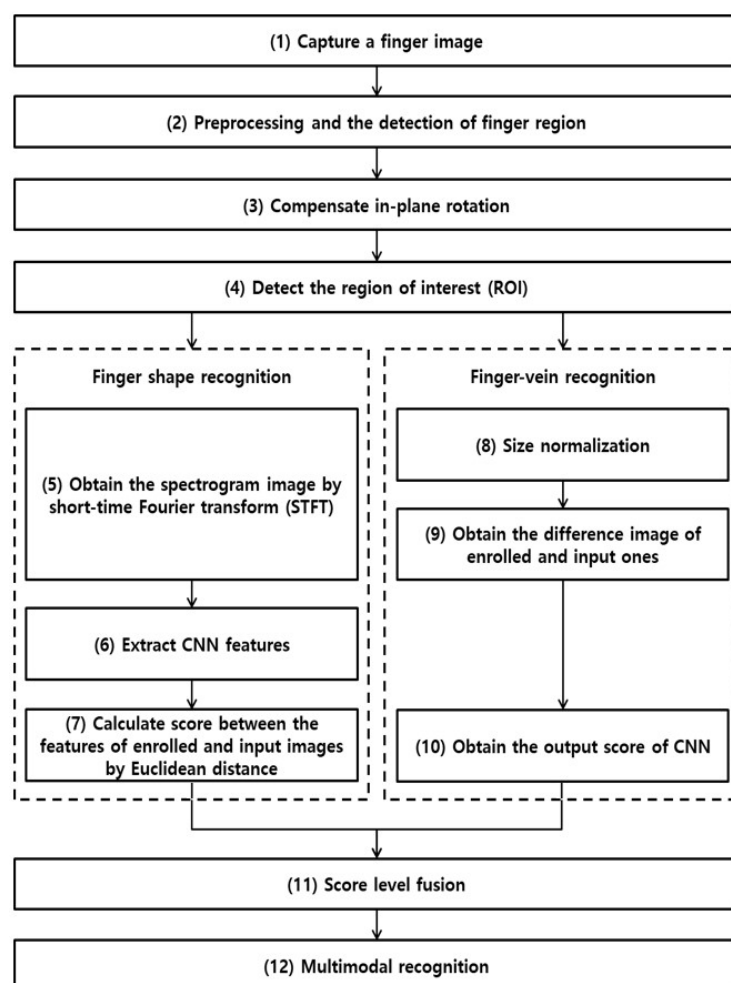 (1) Capture a finger image
(2) Preprocessing and the detection of finger region
(3) Compensate in-plane rotation
(4) Detect the region of interest (ROI)
Finger shape recognition
(5) Obtain the spectrogram image by
short-time Fourier transform (STFT)
(6) Extract CNN features
(7) Calculate score between the
features of enrolled and input images
by Euclidean distance
Finger-vein recognition
(8) Size normalization
(9) Obtain the difference image of
enrolled and input ones
(10) Obtain the output score of CNN
(11) Score level fusion
(12) Multimodal recognition